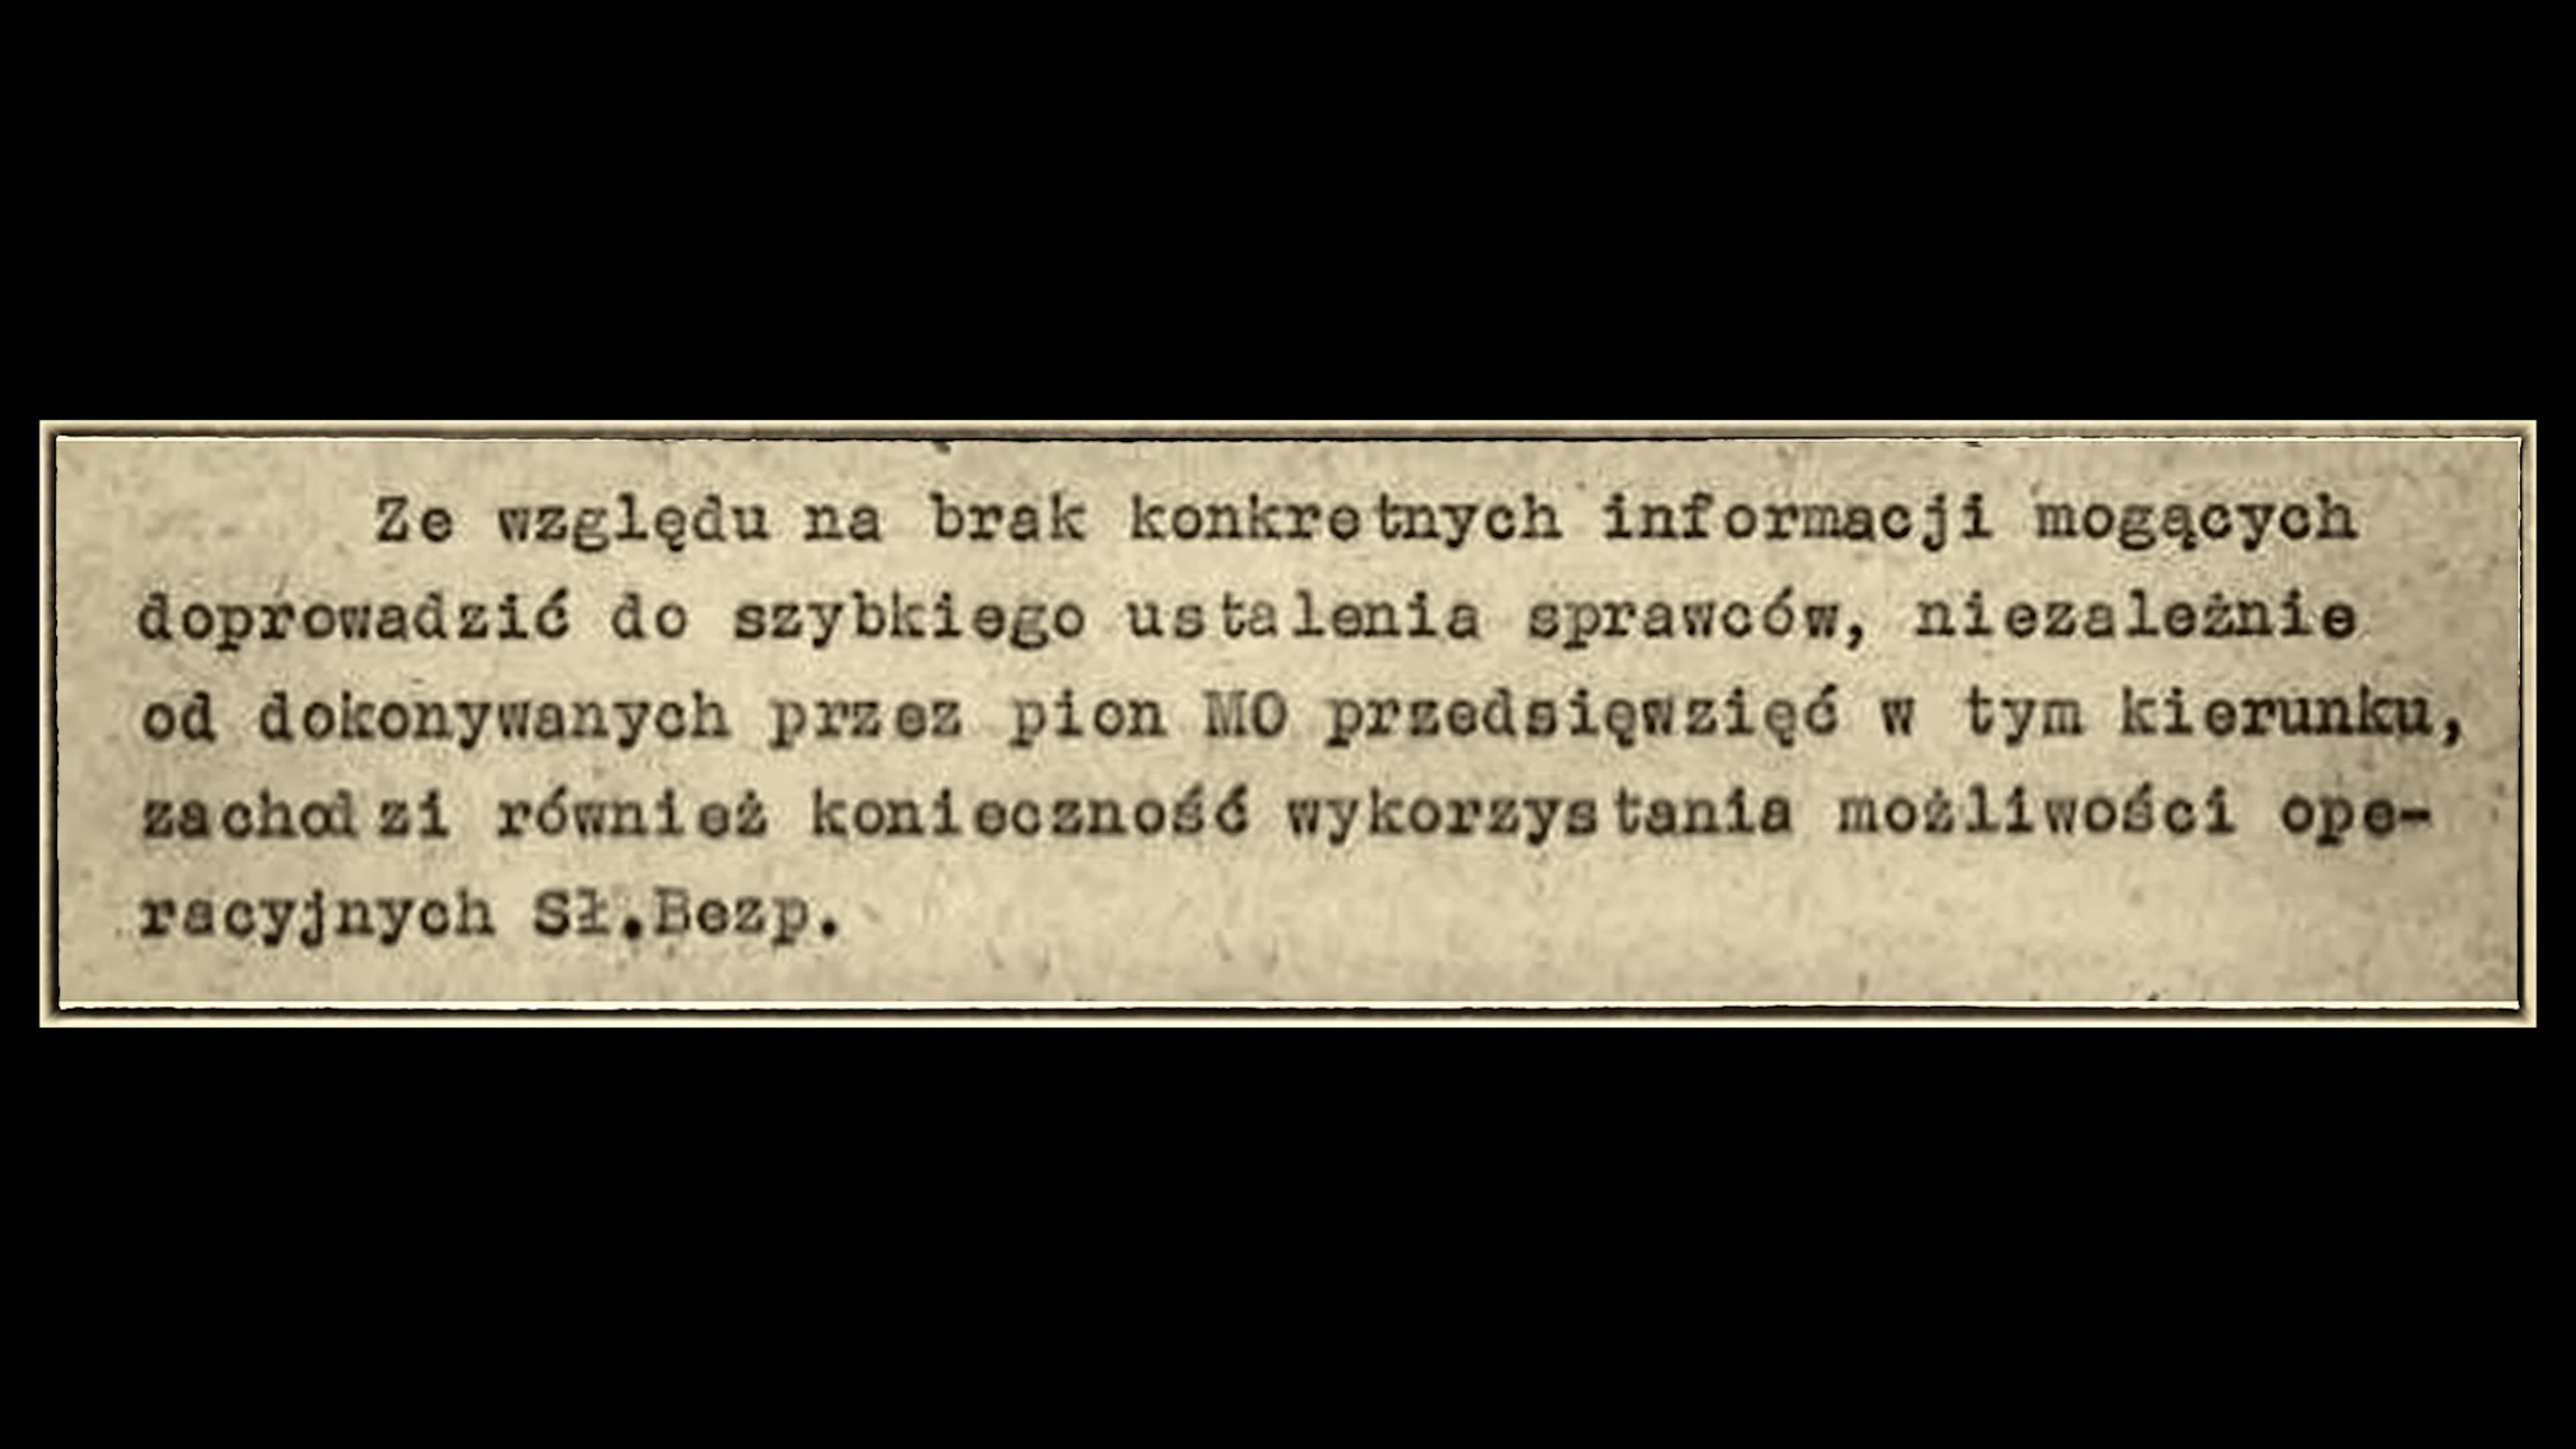 Ze względu na brak konkretnych informacji mogących
doprowadzić do szybkiego ustalenia sprawców, niezależnie
od dokonywanych przez pion MO przedsięwzięć w tym kierunku,
zachodzi również konieczność wykorzystania możliwości ope-
racyjnych Sł.Bezp.